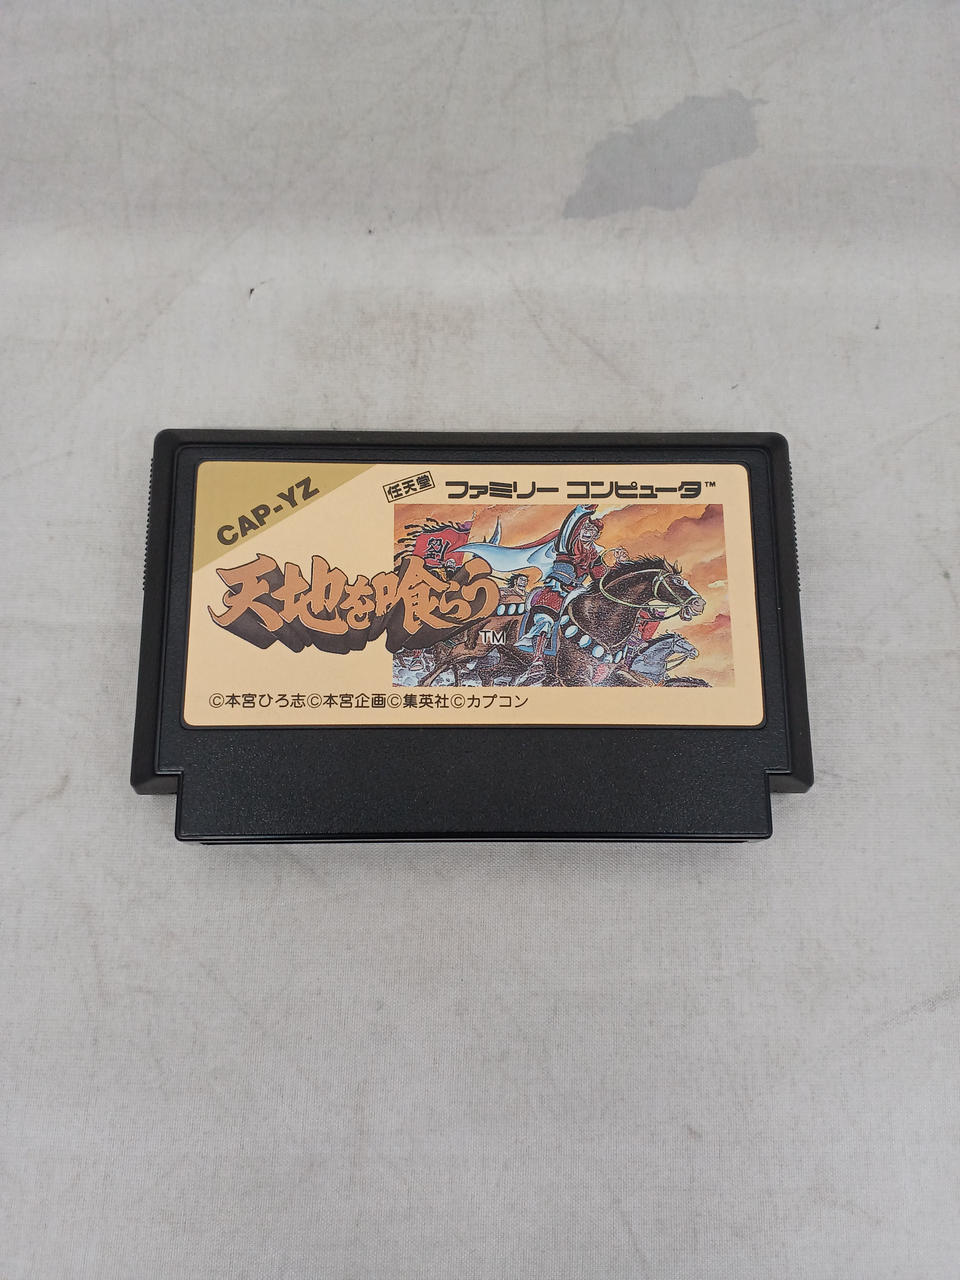 CAP-YZ
任天堂 ファミリー コンピュータ™
劉
天地を喰らう
TM
©本宮ひろ志©本宮企画©集英社©カプコン